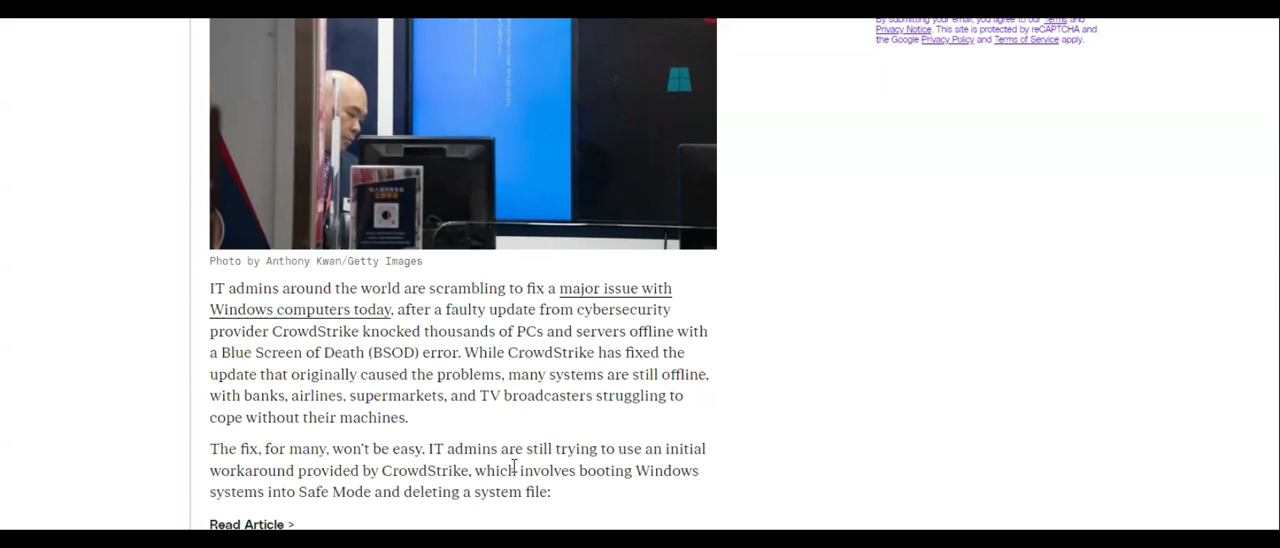 By submitting your email, you agree to our Terms and
Privacy Notice. This site is protected by reCAPTCHA and
the Google Privacy Policy and Terms of Service apply.
Photo by Anthony Kwan/Getty Images
IT admins around the world are scrambling to fix a major issue with
Windows computers today, after a faulty update from cybersecurity
provider CrowdStrike knocked thousands of PCs and servers offline with
a Blue Screen of Death (BSOD) error. While CrowdStrike has fixed the
update that originally caused the problems, many systems are still offline,
with banks, airlines, supermarkets, and TV broadcasters struggling to
cope without their machines.
The fix, for many, won't be easy. IT admins are still trying to use an initial
workaround provided by CrowdStrike, which involves booting Windows
systems into Safe Mode and deleting a system file:
Read Article >